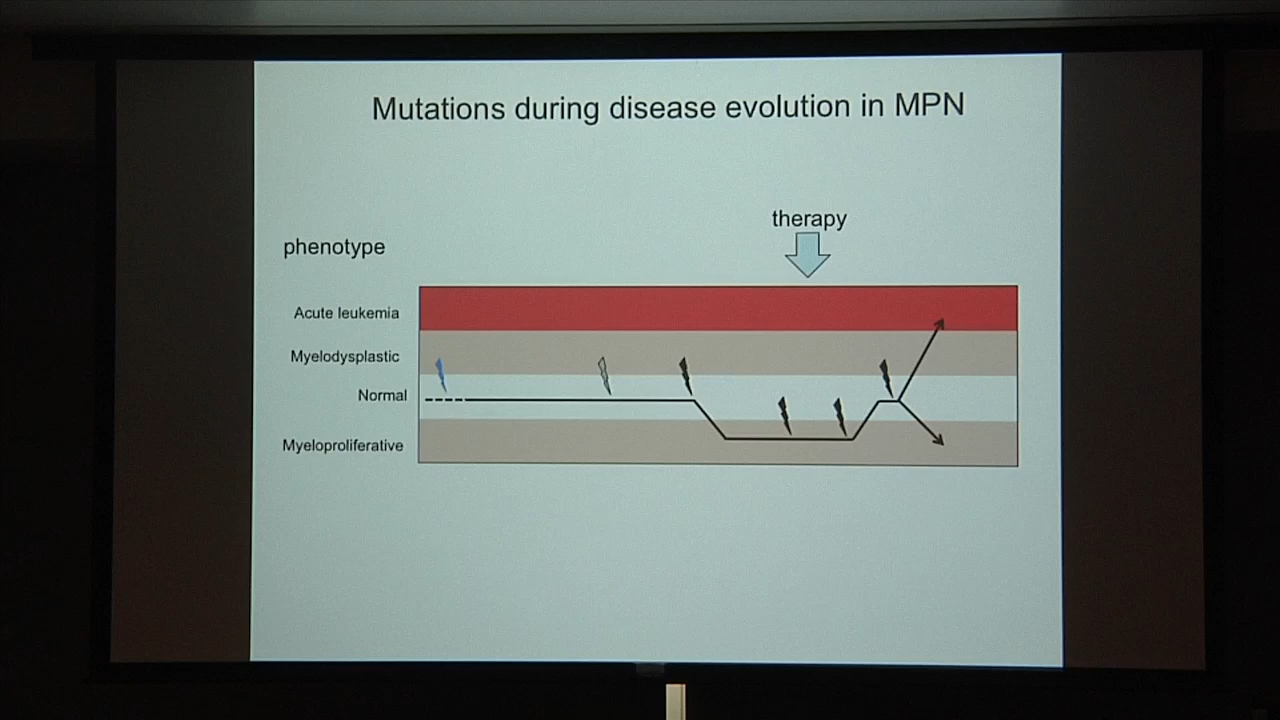 Mutations during disease evolution in MPN
therapy
phenotype
Acute leukemia
Myelodysplastic
Normal
Myeloproliferative